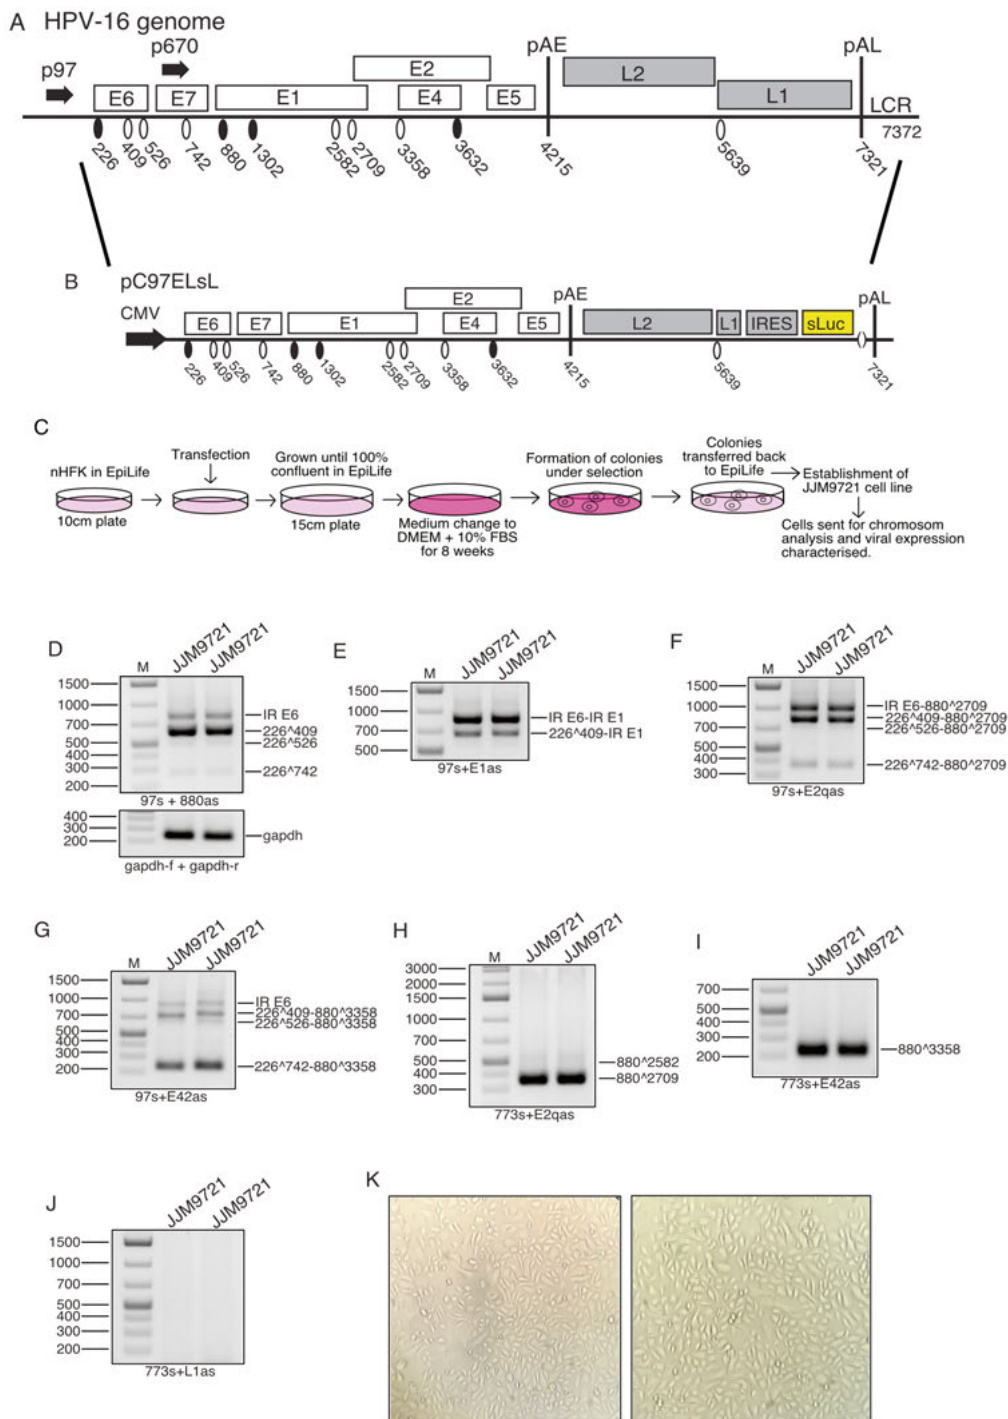 A HPV-16 genome
p97
p670
E6
E7
E1
E2
E4
E5
pAE
L2
L1
pAL
LCR
226
409
526
742
880
1302
2582
2709
3358
3632
4215
5639
7321
7372
B pC97ELsL
CMV
E6
E7
E1
E2
E4
E5
pAE
L2
L1
IRES
sLuc
pAL
226
409
526
742
880
1302
2582
2709
3358
3632
4215
5639
7321
C
nHFK in EpiLife
10cm plate
Transfection
Grown until 100%
confluent in EpiLife
15cm plate
Medium change to
DMEM + 10% FBS
for 8 weeks
Formation of colonies
under selection
Colonies
transferred back
to EpiLife
Establishment of
JJM9721 cell line
Cells sent for chromosom
analysis and viral expression
characterised.
D
M
JJM9721
JJM9721
1500
1000
700
500
400
300
200
IR E6
226^409
226^526
226^742
97s + 880as
400
300
200
gapdh
gapdh-f + gapdh-r
E
M
JJM9721
JJM9721
1500
1000
700
500
IR E6-IR E1
226^409-IR E1
97s+E1as
F
M
JJM9721
JJM9721
1500
1000
700
500
400
300
IR E6-880^2709
226^409-880^2709
226^526-880^2709
226^742-880^2709
97s+E2qas
G
M
JJM9721
JJM9721
1500
1000
700
500
400
300
200
IR E6
226^409-880^3358
226^526-880^3358
226^742-880^3358
97s+E42as
H
M
JJM9721
JJM9721
3000
2000
1500
1000
700
500
400
300
880^2582
880^2709
773s+E2qas
I
JJM9721
JJM9721
700
500
400
300
200
880^3358
773s+E42as
J
JJM9721
JJM9721
1500
1000
700
500
400
300
200
773s+L1as
K